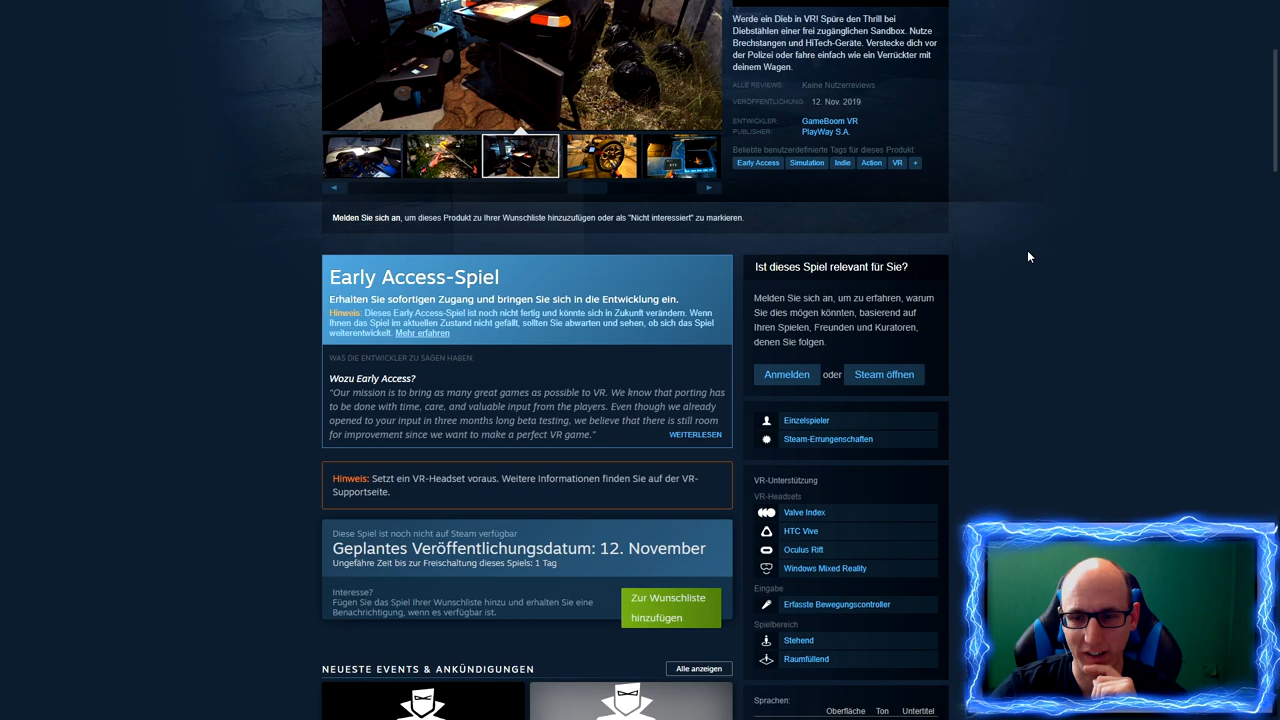 Werde ein Dieb in VR! Spüre den Thrill bei
Diebstählen einer frei zugänglichen Sandbox. Nutze
Brechstangen und HiTech-Geräte. Verstecke dich vor
der Polizei oder fahre einfach wie ein Verrückter mit
deinem Wagen.
ALLE REVIEWS: Keine Nutzerreviews
VERÖFFENTLICHUNG: 12. Nov. 2019
ENTWICKLER: GameBoom VR
PUBLISHER: PlayWay S.A.
Beliebte benutzerdefinierte Tags für dieses Produkt:
Early Access Simulation Indie Action VR +
Melden Sie sich an, um dieses Produkt zu Ihrer Wunschliste hinzuzufügen oder als "Nicht interessiert" zu markieren.
Early Access-Spiel
Erhalten Sie sofortigen Zugang und bringen Sie sich in die Entwicklung ein.
Hinweis: Dieses Early Access-Spiel ist noch nicht fertig und könnte sich in Zukunft verändern. Wenn
Ihnen das Spiel im aktuellen Zustand nicht gefällt, sollten Sie abwarten und sehen, ob sich das Spiel
weiterentwickelt. Mehr erfahren
WAS DIE ENTWICKLER ZU SAGEN HABEN:
Wozu Early Access?
"Our mission is to bring as many great games as possible to VR. We know that porting has
to be done with time, care, and valuable input from the players. Even though we already
opened to your input in three months long beta testing, we believe that there is still room
for improvement since we want to make a perfect VR game."
WEITERLESEN
Hinweis: Setzt ein VR-Headset voraus. Weitere Informationen finden Sie auf der VR-
Supportseite.
Diese Spiel ist noch nicht auf Steam verfügbar
Geplantes Veröffentlichungsdatum: 12. November
Ungefähre Zeit bis zur Freischaltung dieses Spiels: 1 Tag
Interesse?
Fügen Sie das Spiel Ihrer Wunschliste hinzu und erhalten Sie eine
Benachrichtigung, wenn es verfügbar ist.
Zur Wunschliste
hinzufügen
NEUESTE EVENTS & ANKÜNDIGUNGEN
Alle anzeigen
Ist dieses Spiel relevant für Sie?
Melden Sie sich an, um zu erfahren, warum
Sie dies mögen könnten, basierend auf
Ihren Spielen, Freunden und Kuratoren,
denen Sie folgen.
Anmelden oder Steam öffnen
Einzelspieler
Steam-Errungenschaften
VR-Unterstützung
VR-Headsets
Valve Index
HTC Vive
Oculus Rift
Windows Mixed Reality
Eingabe
Erfasste Bewegungscontroller
Spielbereich
Stehend
Raumfüllend
Sprachen:
Oberfläche Ton Untertitel